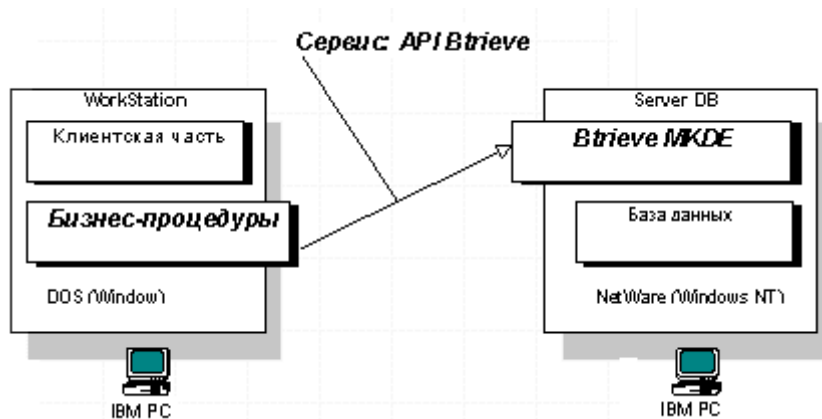 Сервис: API Btrieve
WorkStation
Клиентская часть
Бизнес-процедуры
DOS (Window)
IBM PC
Server DB
Btrieve MKDE
База данных
NetWare (Windows NT)
IBM PC